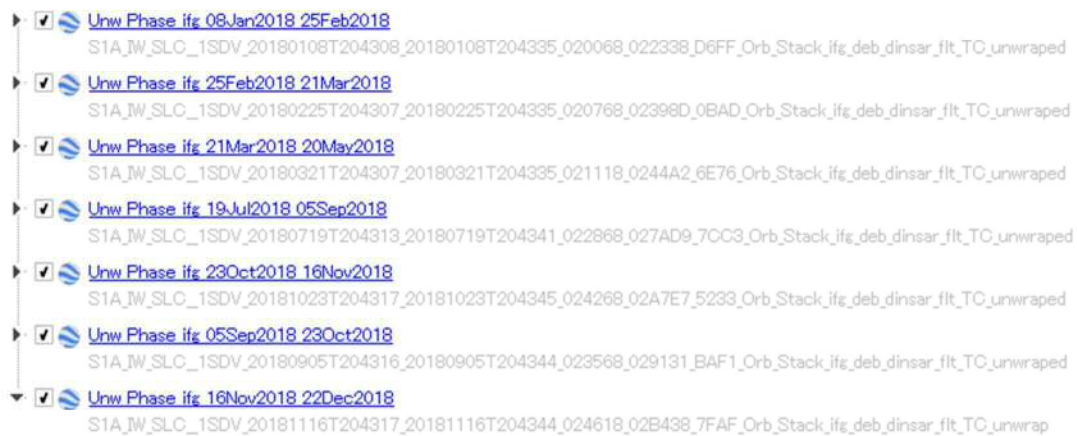 Unw Phase ifg 08Jan2018 25Feb2018
S1A_IW_SLC__1SDV_20180108T204308_20180108T204335_020068_022338_D6FF_Orb_Stack_ifg_deb_dinsar_flt_TC_unwraped
Unw Phase ifg 25Feb2018 21Mar2018
S1A_IW_SLC__1SDV_20180225T204307_20180225T204335_020768_02398D_0BAD_Orb_Stack_ifg_deb_dinsar_flt_TC_unwraped
Unw Phase ifg 21Mar2018 20May2018
S1A_IW_SLC__1SDV_20180321T204307_20180321T204335_021118_0244A2_6E76_Orb_Stack_ifg_deb_dinsar_flt_TC_unwraped
Unw Phase ifg 19Jul2018 05Sep2018
S1A_IW_SLC__1SDV_20180719T204313_20180719T204341_022868_027AD9_7CC3_Orb_Stack_ifg_deb_dinsar_flt_TC_unwraped
Unw Phase ifg 23Oct2018 16Nov2018
S1A_IW_SLC__1SDV_20181023T204317_20181023T204345_024268_02A7E7_5233_Orb_Stack_ifg_deb_dinsar_flt_TC_unwraped
Unw Phase ifg 05Sep2018 23Oct2018
S1A_IW_SLC__1SDV_20180905T204316_20180905T204344_023568_029131_BAF1_Orb_Stack_ifg_deb_dinsar_flt_TC_unwraped
Unw Phase ifg 16Nov2018 22Dec2018
S1A_IW_SLC__1SDV_20181116T204317_20181116T204344_024618_02B438_7FAF_Orb_Stack_ifg_deb_dinsar_flt_TC_unwrap